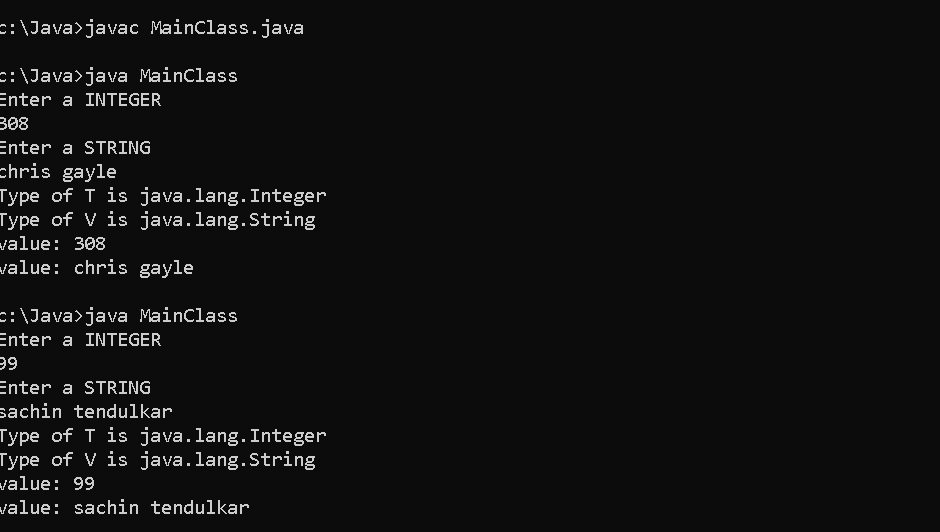 c:\Java>javac MainClass.java
c:\Java>java MainClass
Enter a INTEGER
308
Enter a STRING
chris gayle
Type of T is java.lang.Integer
Type of V is java.lang.String
value: 308
value: chris gayle
c:\Java>java MainClass
Enter a INTEGER
99
Enter a STRING
sachin tendulkar
Type of T is java.lang.Integer
Type of V is java.lang.String
value: 99
value: sachin tendulkar